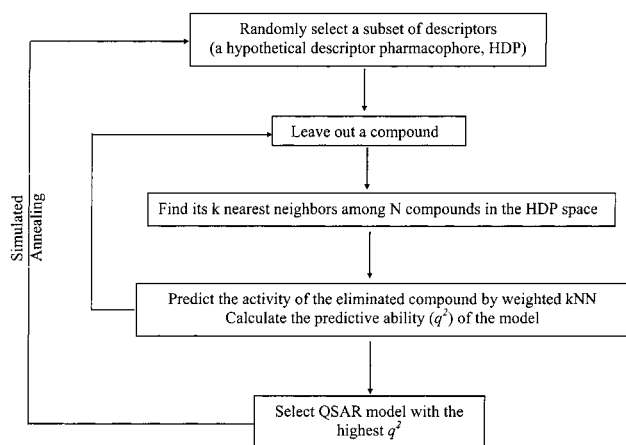 Randomly select a subset of descriptors
(a hypothetical descriptor pharmacophore, HDP)
Leave out a compound
Find its k nearest neighbors among N compounds in the HDP space
Simulated
Annealing
Predict the activity of the eliminated compound by weighted kNN
Calculate the predictive ability (q²) of the model
Select QSAR model with the
highest q²